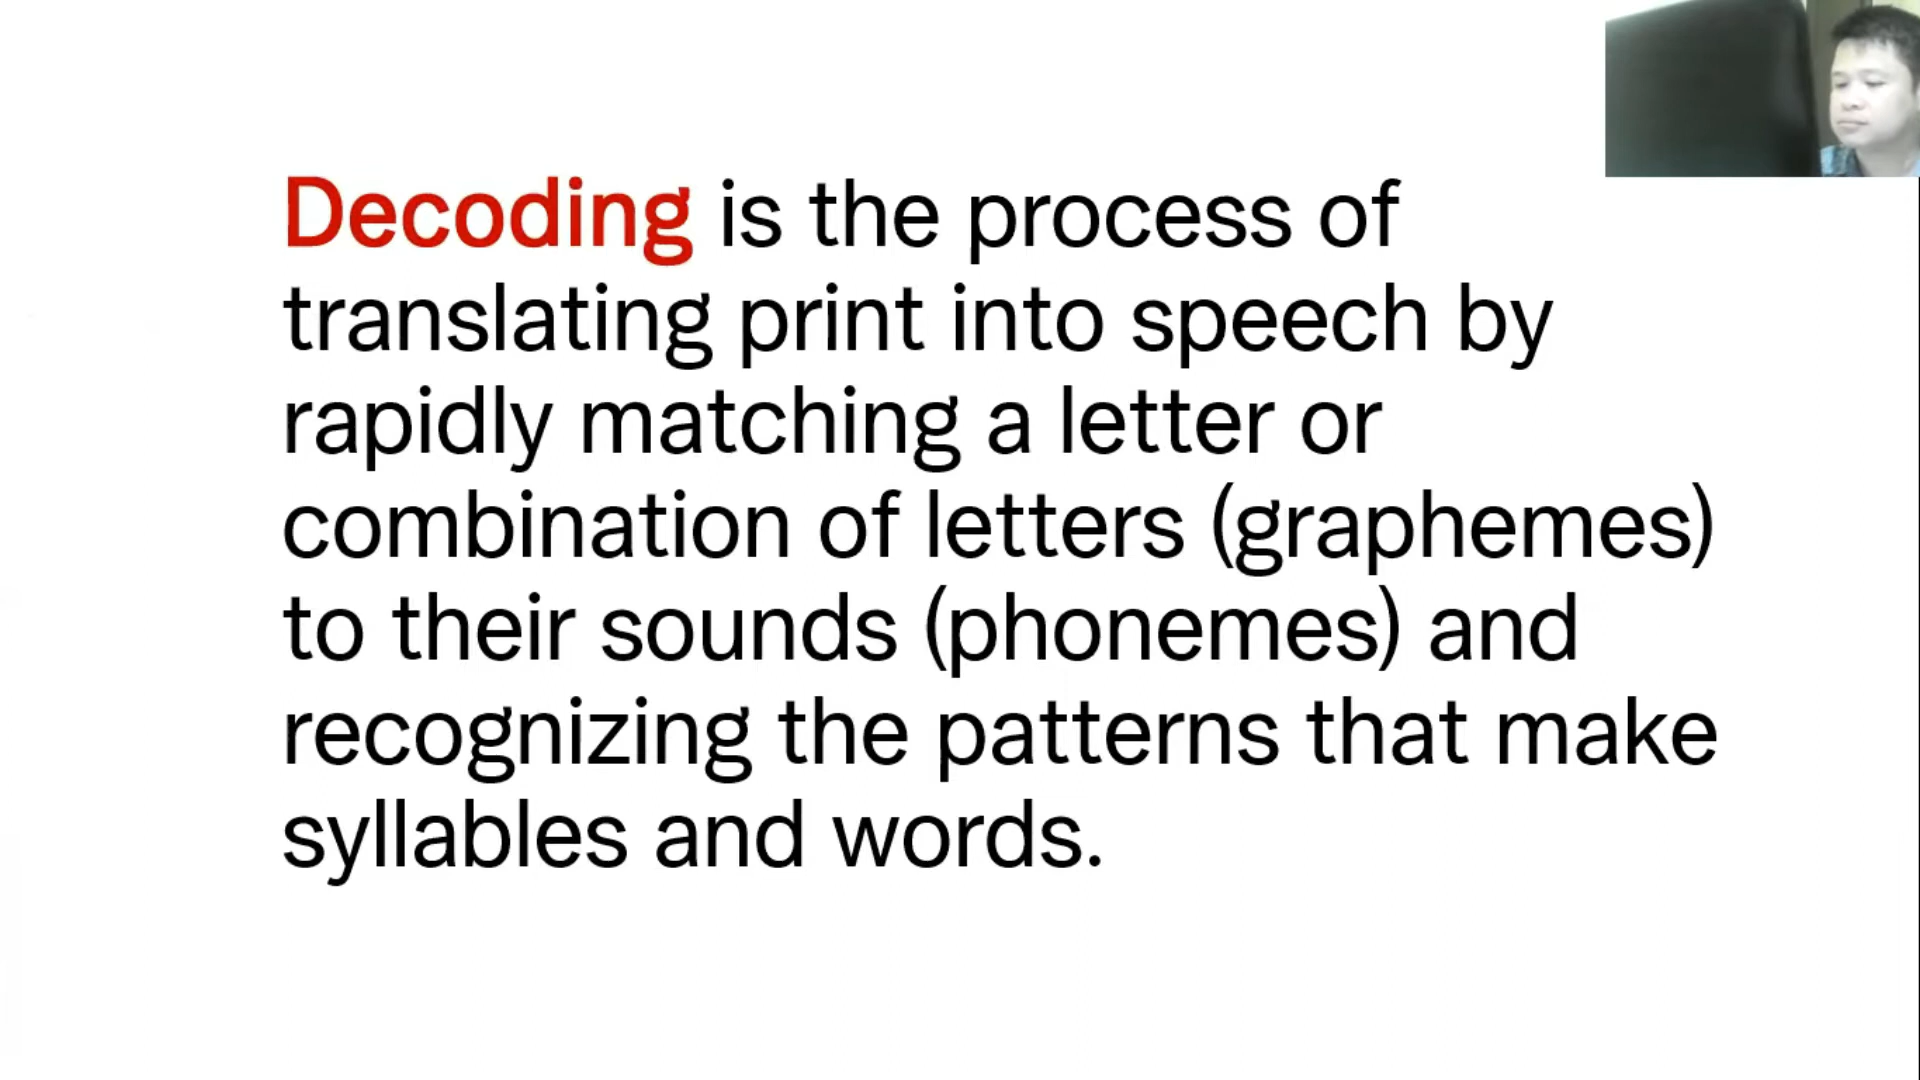 Decoding is the process of
translating print into speech by
rapidly matching a letter or
combination of letters (graphemes)
to their sounds (phonemes) and
recognizing the patterns that make
syllables and words.